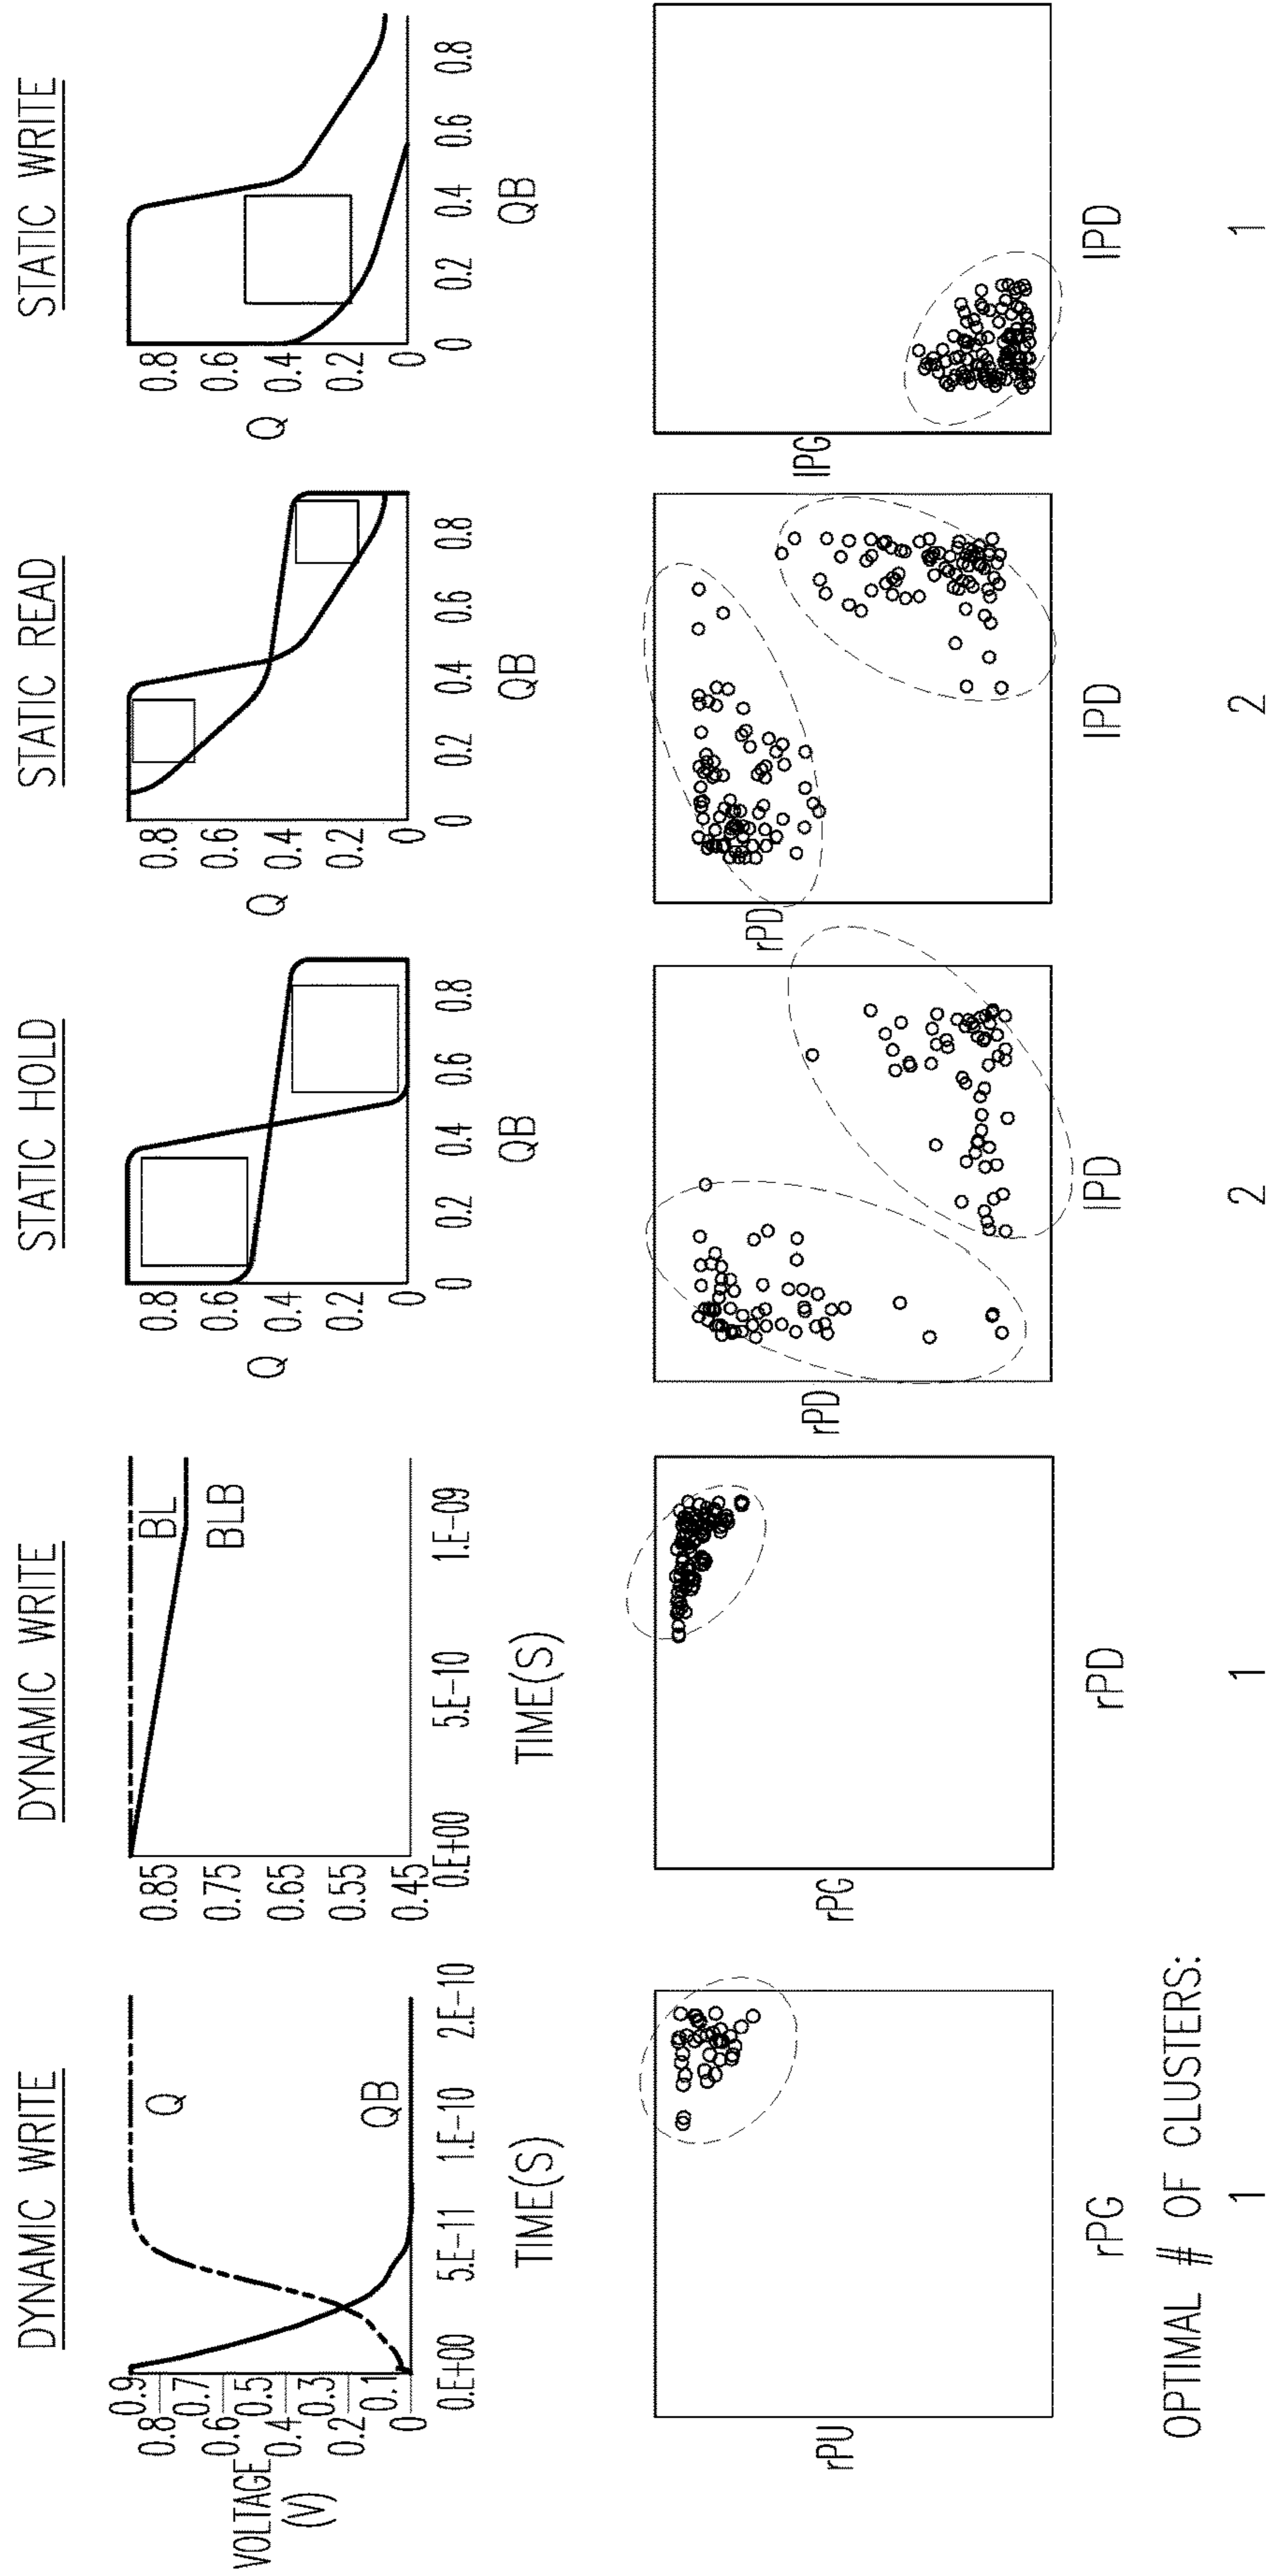 DYNAMIC WRITE
VOLTAGE
(V)
0.9
0.8
0.7
0.6
0.5
0.4
0.3
0.2
0.1
0
Q
QB
0.E+00
5.E-11
1.E-10
2.E-10
TIME(S)
DYNAMIC WRITE
0.85
0.75
0.65
0.55
0.45
BL
BLB
0.E+00
5.E-10
1.E-09
TIME(S)
STATIC HOLD
Q
0.8
0.6
0.4
0.2
0
0
0.2
0.4
0.6
0.8
QB
STATIC READ
Q
0.8
0.6
0.4
0.2
0
0
0.2
0.4
0.6
0.8
QB
STATIC WRITE
Q
0.8
0.6
0.4
0.2
0
0
0.2
0.4
0.6
0.8
QB
rPU
rPG
rPG
rPD
rPD
lPD
rPD
lPD
lPG
lPD
OPTIMAL # OF CLUSTERS:
1
1
2
2
1